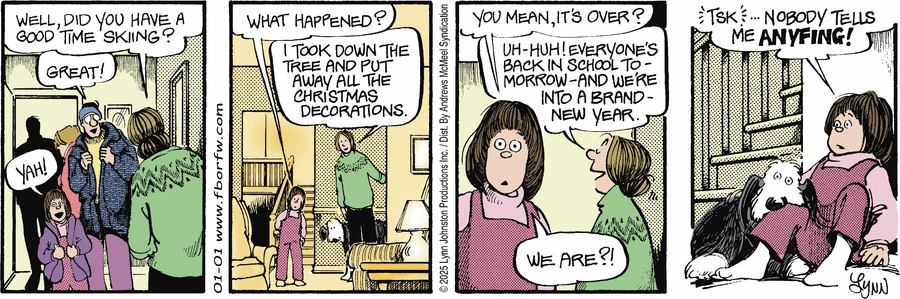 WELL, DID YOU HAVE A
GOOD TIME SKIING?
GREAT!
YAH!
01-01 www.fborfw.com
WHAT HAPPENED?
I TOOK DOWN THE
TREE AND PUT
AWAY ALL THE
CHRISTMAS
DECORATIONS.
© 2025 Lynn Johnston Productions Inc. / Dist. By Andrews McMeel Syndication
YOU MEAN, IT'S OVER?
UH-HUH! EVERYONE'S
BACK IN SCHOOL TO-
MORROW-AND WE'RE
INTO A BRAND-
NEW YEAR.
WE ARE?!
TSK ... NOBODY TELLS
ME ANYFING!
LYNN